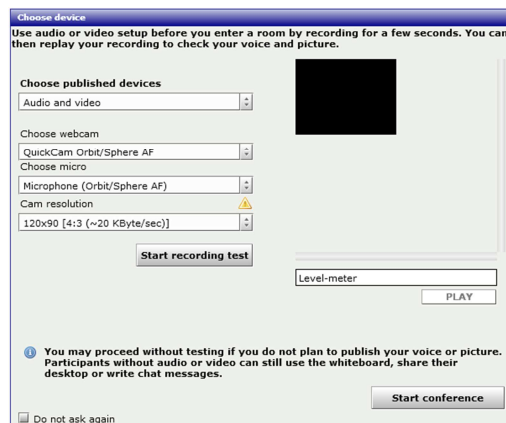 Choose device
Use audio or video setup before you enter a room by recording for a few seconds. You can
then replay your recording to check your voice and picture.
Choose published devices
Audio and video
Choose webcam
QuickCam Orbit/Sphere AF
Choose micro
Microphone (Orbit/Sphere AF)
Cam resolution
120x90 [4:3 (~20 KByte/sec)]
Start recording test
Level-meter
PLAY
You may proceed without testing if you do not plan to publish your voice or picture.
Participants without audio or video can still use the whiteboard, share their
desktop or write chat messages.
Start conference
Do not ask again